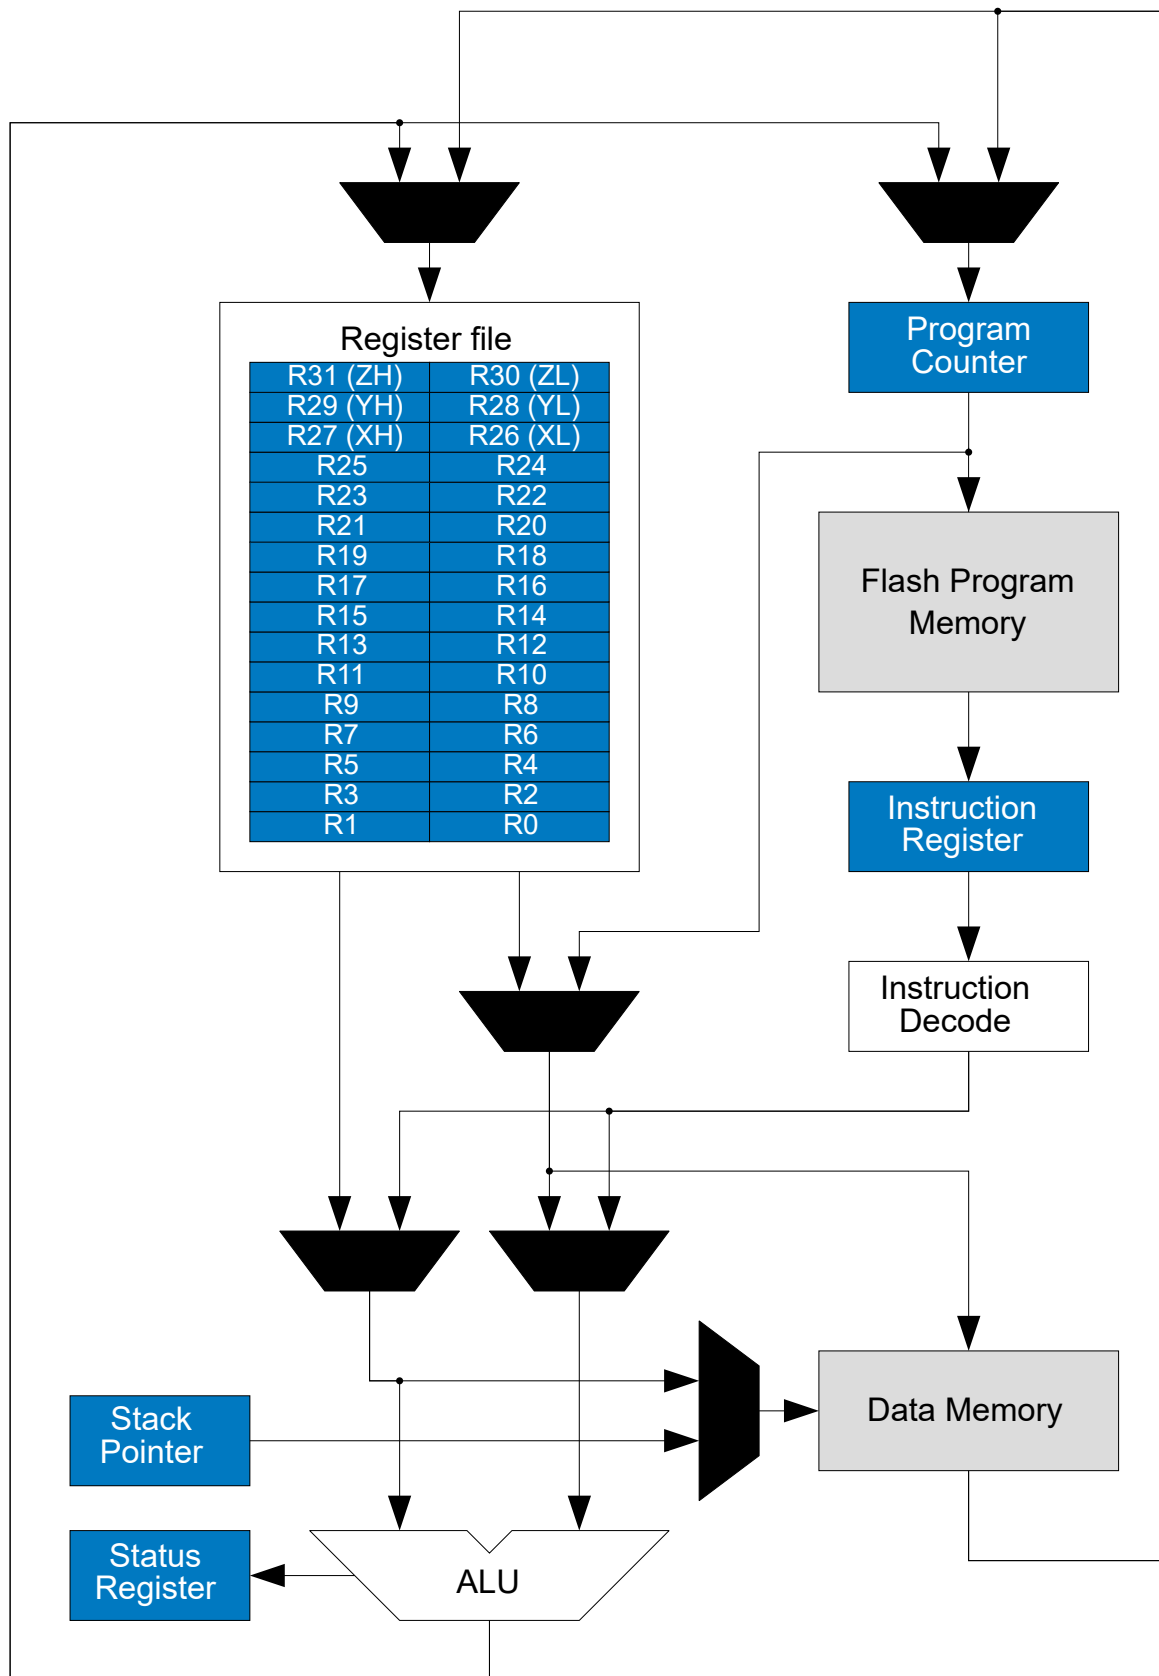 Register file
R31 (ZH) R30 (ZL)
R29 (YH) R28 (YL)
R27 (XH) R26 (XL)
R25 R24
R23 R22
R21 R20
R19 R18
R17 R16
R15 R14
R13 R12
R11 R10
R9 R8
R7 R6
R5 R4
R3 R2
R1 R0
Program
Counter
Flash Program
Memory
Instruction
Register
Instruction
Decode
Stack
Pointer
Data Memory
Status
Register
ALU